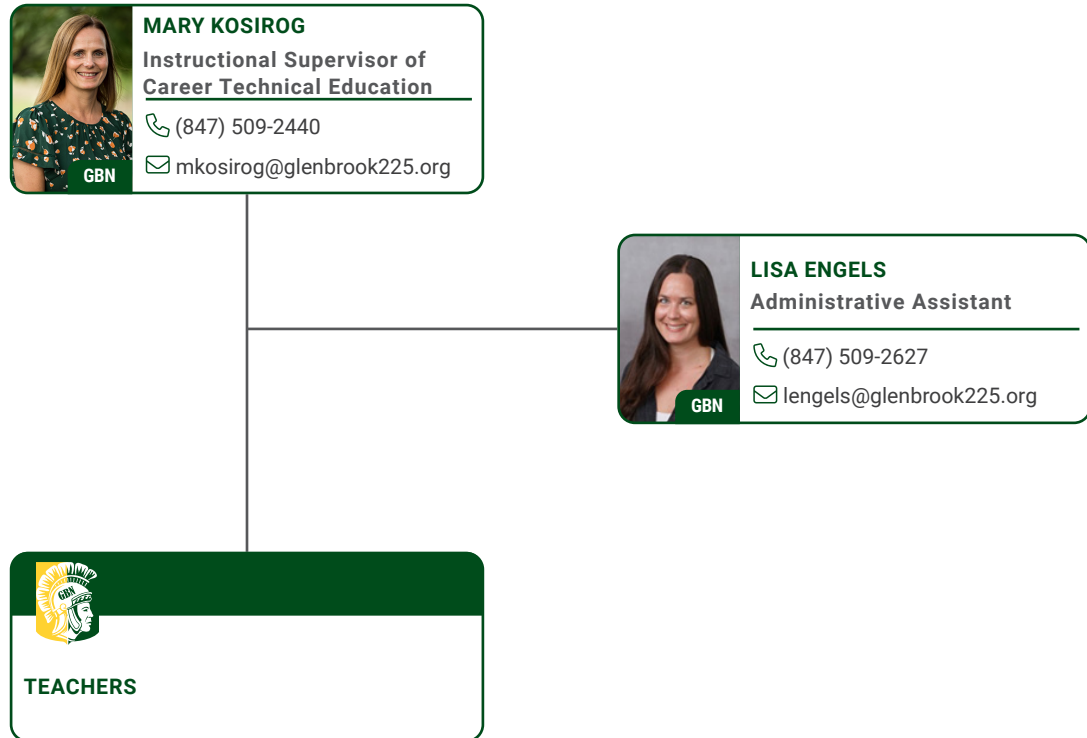 MARY KOSIROG
Instructional Supervisor of
Career Technical Education
(847) 509-2440
mkosirog@glenbrook225.org
GBN
LISA ENGELS
Administrative Assistant
(847) 509-2627
lengels@glenbrook225.org
GBN
GBN
TEACHERS